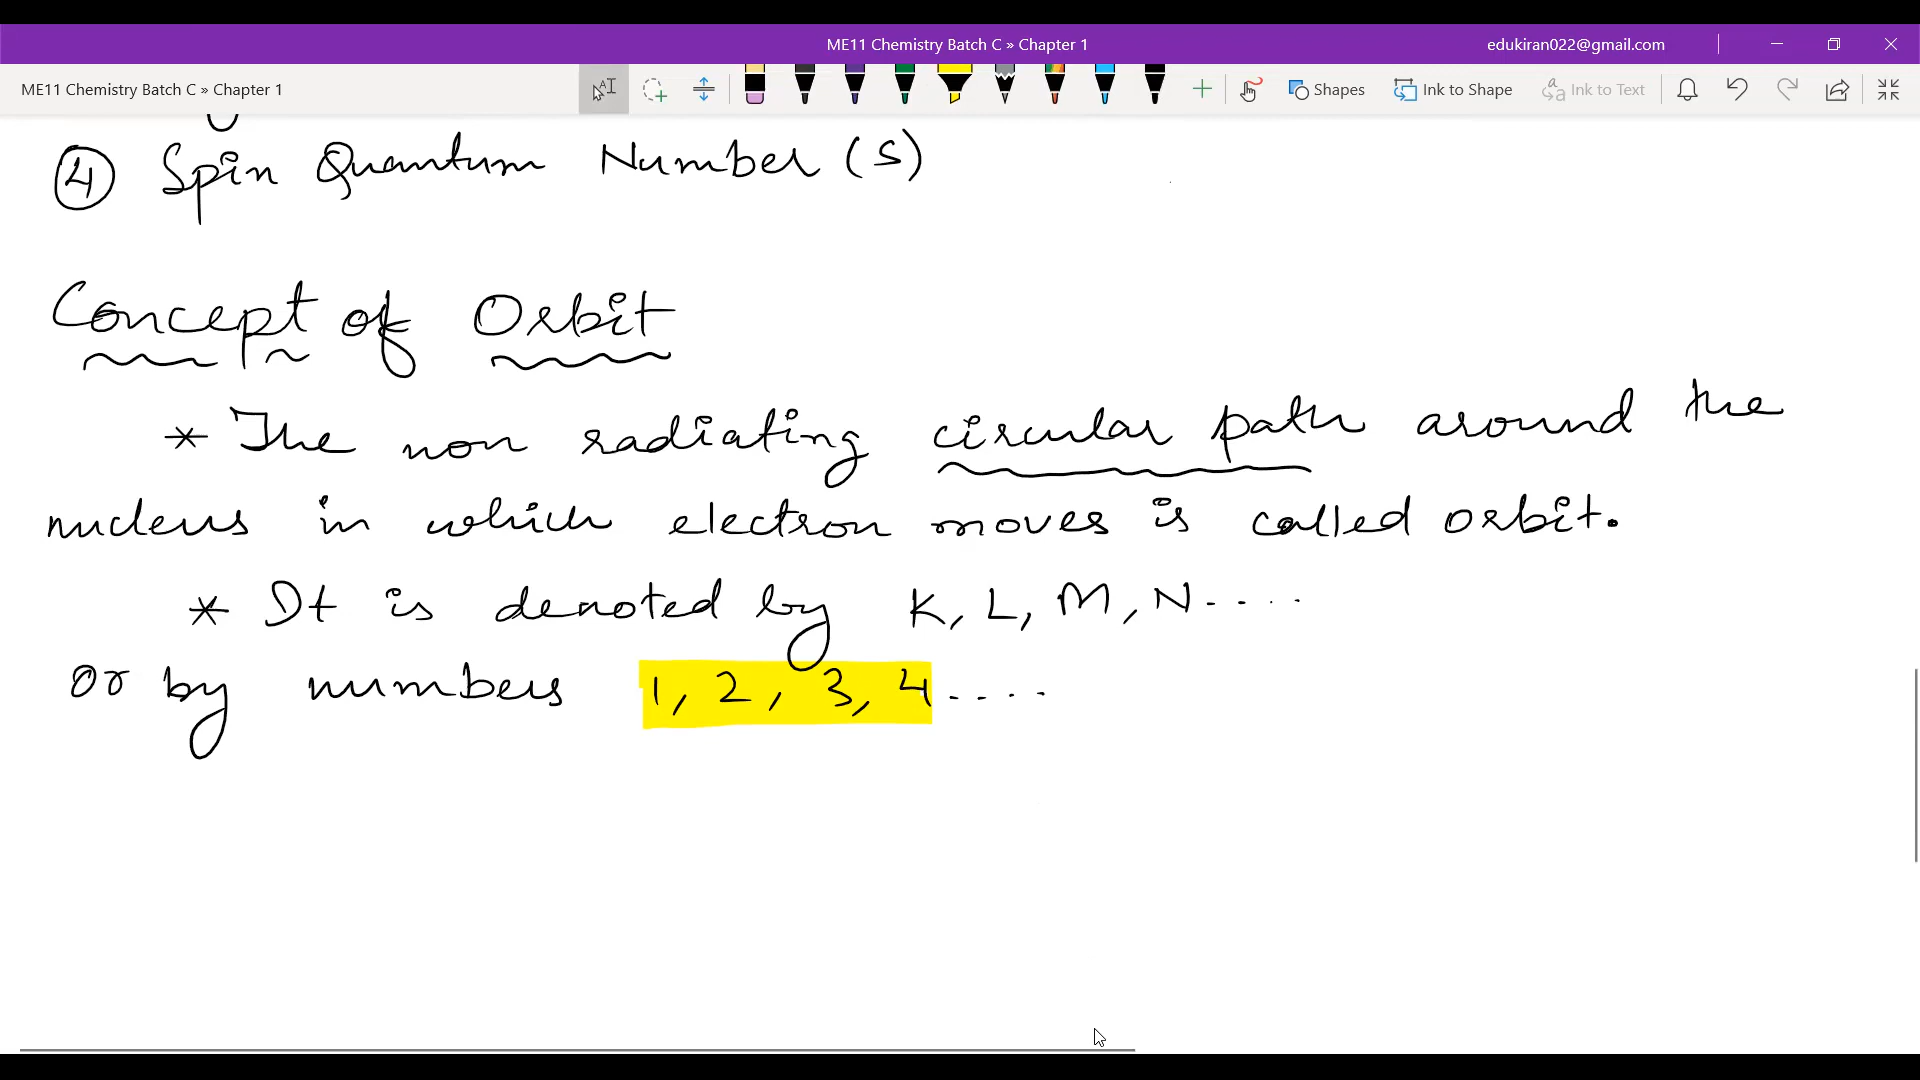 ME11 Chemistry Batch C » Chapter 1
edukiran022@gmail.com
ME11 Chemistry Batch C » Chapter 1
Shapes
Ink to Shape
Ink to Text
④ Spin Quantum Number (S)
Concept of Orbit
* The non radiating circular path around the
nucleus in which electron moves is called orbit.
* It is denoted by K, L, M, N.....
or by numbers 1, 2, 3, 4....